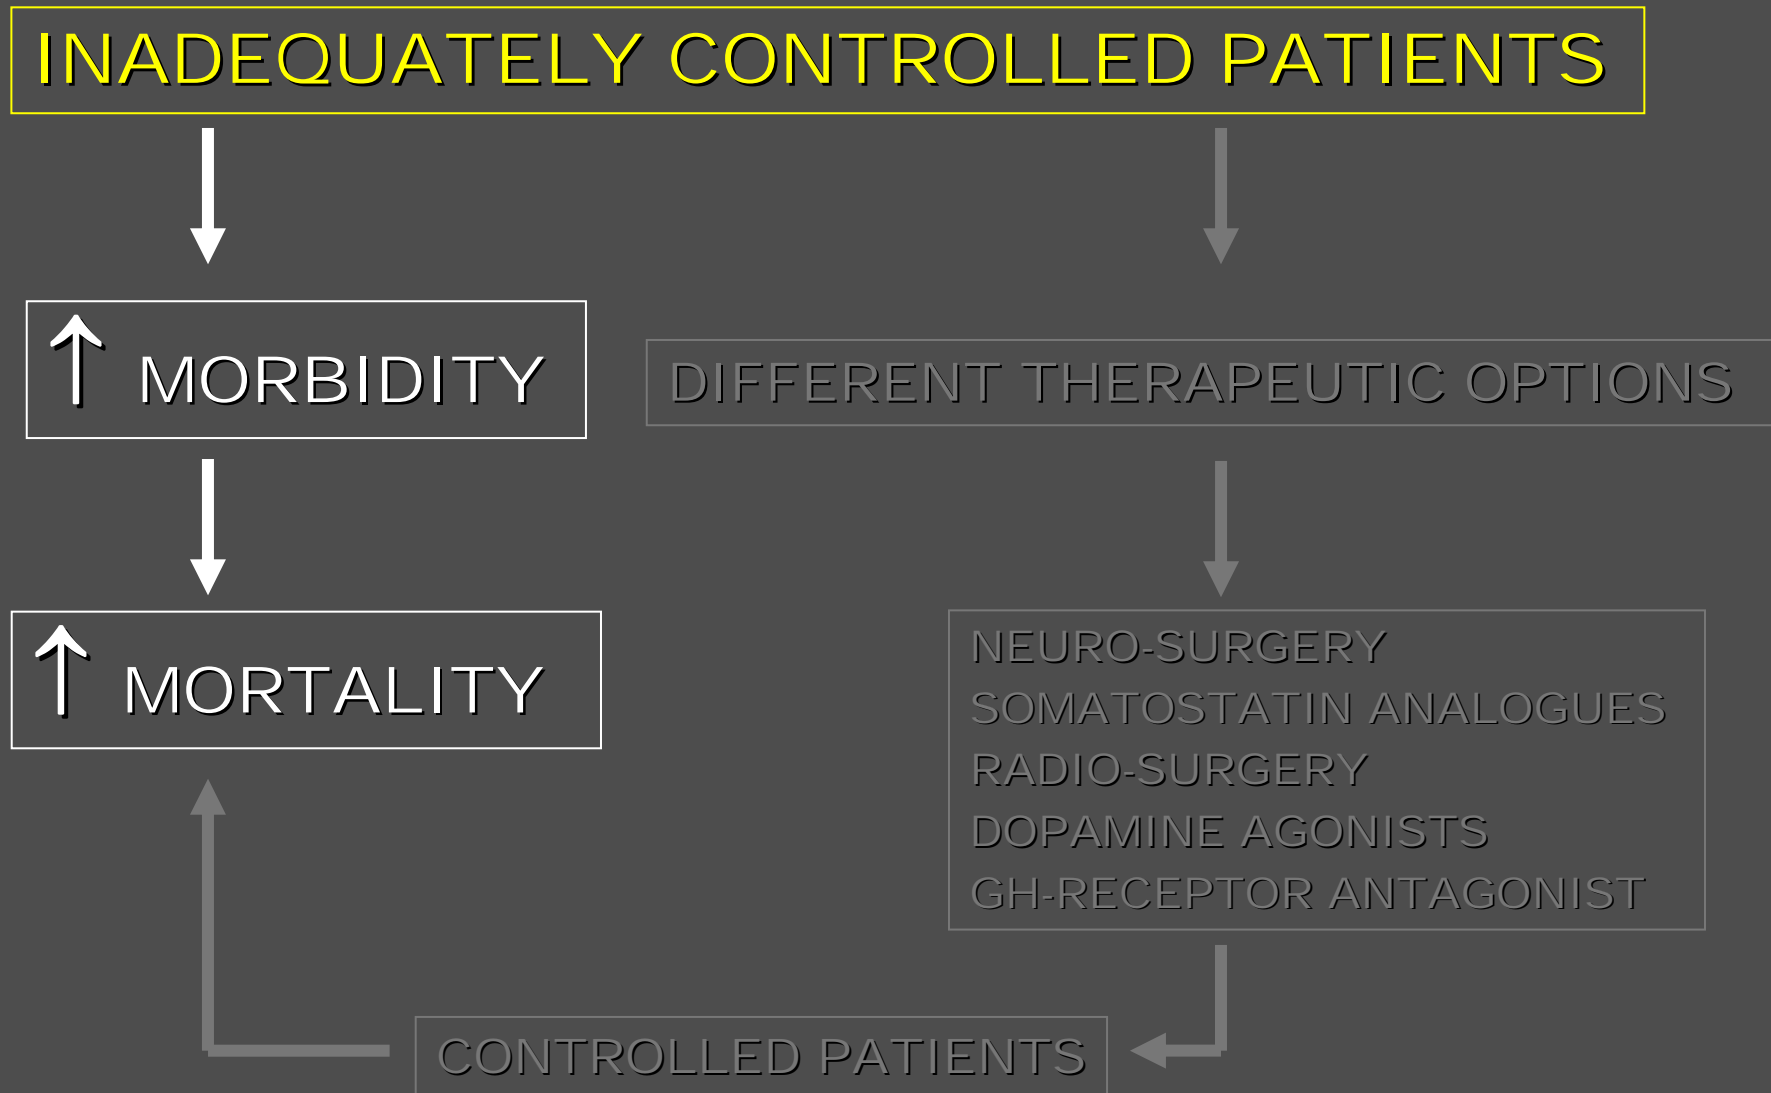 INADEQUATELY CONTROLLED PATIENTS
↑ MORBIDITY
DIFFERENT THERAPEUTIC OPTIONS
↑ MORTALITY
NEURO-SURGERY
SOMATOSTATIN ANALOGUES
RADIO-SURGERY
DOPAMINE AGONISTS
GH-RECEPTOR ANTAGONIST
CONTROLLED PATIENTS